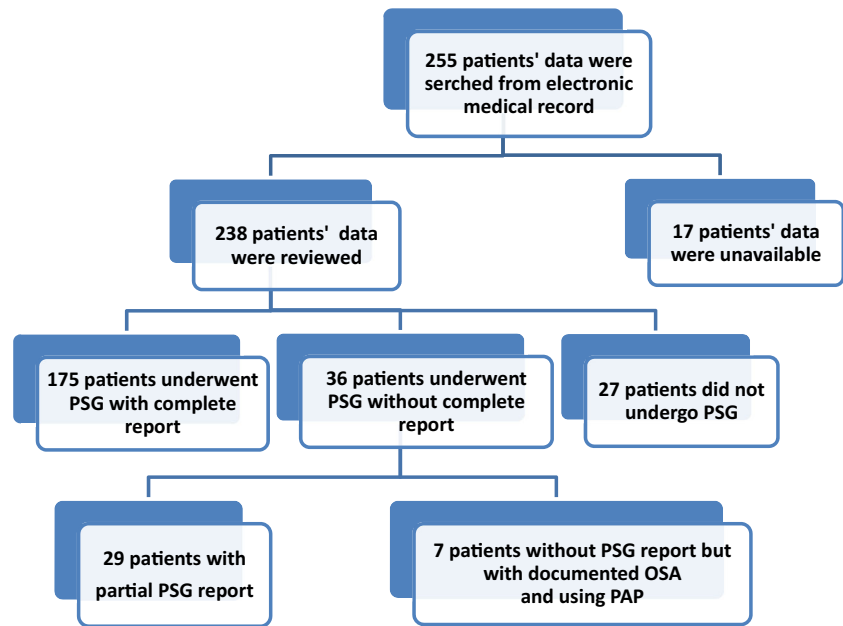 255 patients' data were
serched from electronic
medical record
238 patients' data
were reviewed
17 patients' data
were unavailable
175 patients underwent
PSG with complete
report
36 patients underwent
PSG without complete
report
27 patients did not
undergo PSG
29 patients with
partial PSG report
7 patients without PSG report but
with documented OSA
and using PAP